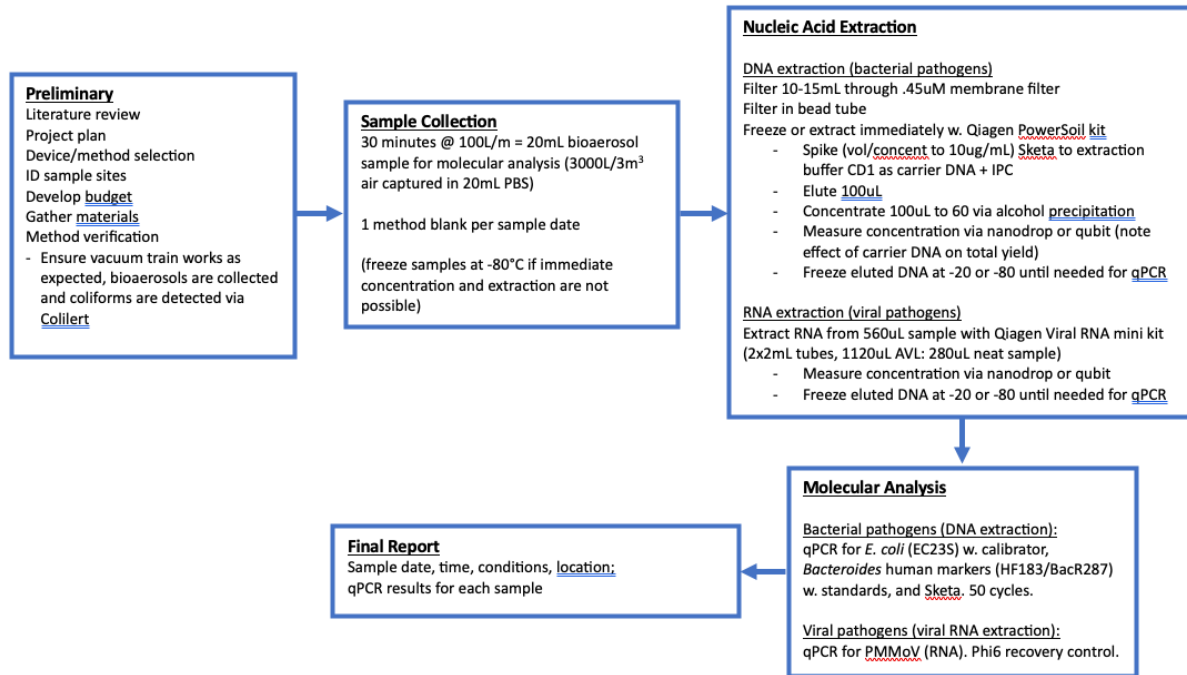 Preliminary
Literature review
Project plan
Device/method selection
ID sample sites
Develop budget
Gather materials
Method verification
- Ensure vacuum train works as
expected, bioaerosols are collected
and coliforms are detected via
Colilert
Sample Collection
30 minutes @ 100L/m = 20mL bioaerosol
sample for molecular analysis (3000L/3m³
air captured in 20mL PBS)
1 method blank per sample date
(freeze samples at -80°C if immediate
concentration and extraction are not
possible)
Nucleic Acid Extraction
DNA extraction (bacterial pathogens)
Filter 10-15mL through .45uM membrane filter
Filter in bead tube
Freeze or extract immediately w. Qiagen PowerSoil kit
- Spike (vol/concent to 10ug/mL) Sketa to extraction
buffer CD1 as carrier DNA + IPC
- Elute 100uL
- Concentrate 100uL to 60 via alcohol precipitation
- Measure concentration via nanodrop or qubit (note
effect of carrier DNA on total yield)
- Freeze eluted DNA at -20 or -80 until needed for qPCR
RNA extraction (viral pathogens)
Extract RNA from 560uL sample with Qiagen Viral RNA mini kit
(2x2mL tubes, 1120uL AVL: 280uL neat sample)
- Measure concentration via nanodrop or qubit
- Freeze eluted DNA at -20 or -80 until needed for qPCR
Molecular Analysis
Bacterial pathogens (DNA extraction):
qPCR for E. coli (EC23S) w. calibrator,
Bacteroides human markers (HF183/BacR287)
w. standards, and Sketa. 50 cycles.
Viral pathogens (viral RNA extraction):
qPCR for PMMoV (RNA). Phi6 recovery control.
Final Report
Sample date, time, conditions, location;
qPCR results for each sample